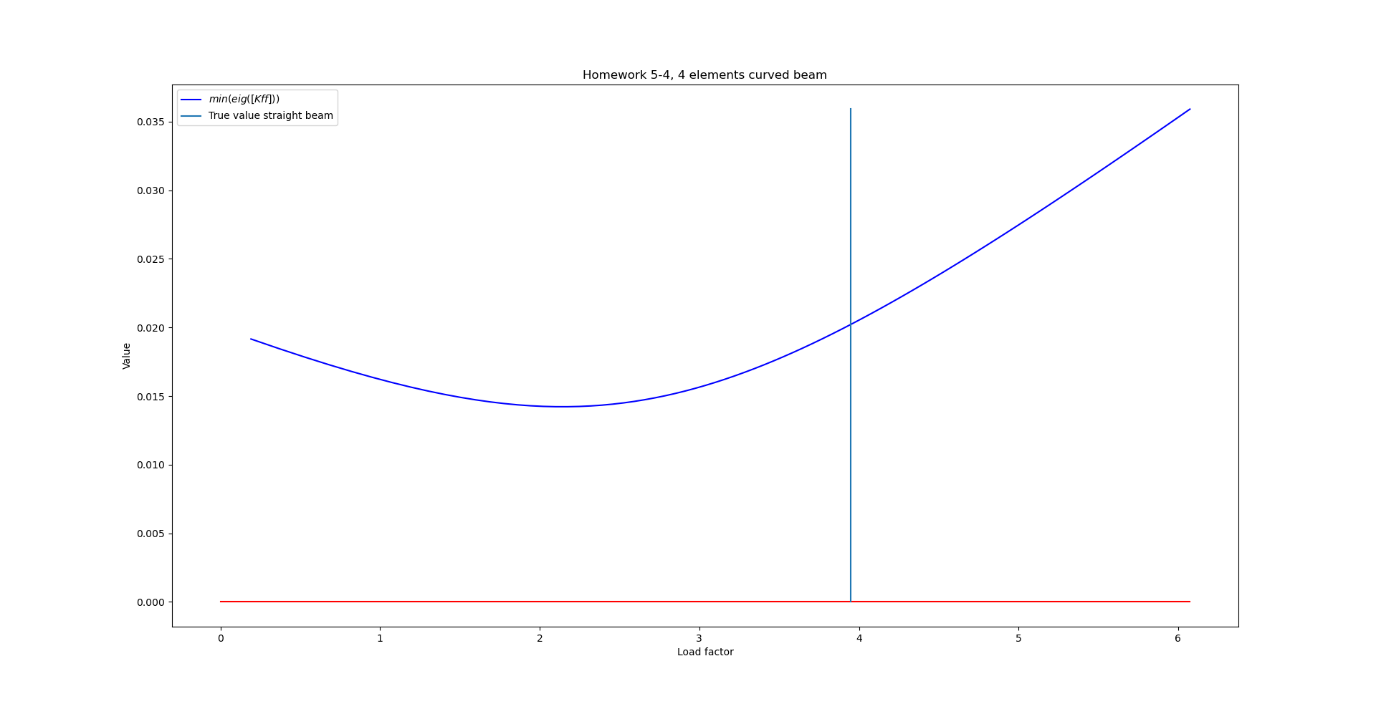 Homework 5-4, 4 elements curved beam
min(eig([Kff]))
True value straight beam
0.035
0.030
0.025
0.020
0.015
0.010
0.005
0.000
Value
0 1 2 3 4 5 6
Load factor